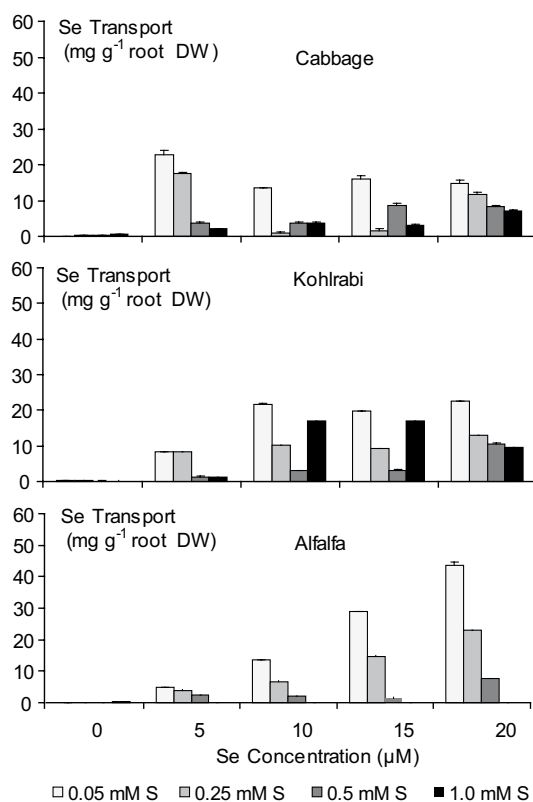 60
Se Transport
(mg g⁻¹ root DW)
Cabbage
50
40
30
20
10
0
60
Se Transport
(mg g⁻¹ root DW)
Kohlrabi
50
40
30
20
10
0
60
Se Transport
(mg g⁻¹ root DW)
Alfalfa
50
40
30
20
10
0
0 5 10 15 20
Se Concentration (µM)
0.05 mM S 0.25 mM S 0.5 mM S 1.0 mM S